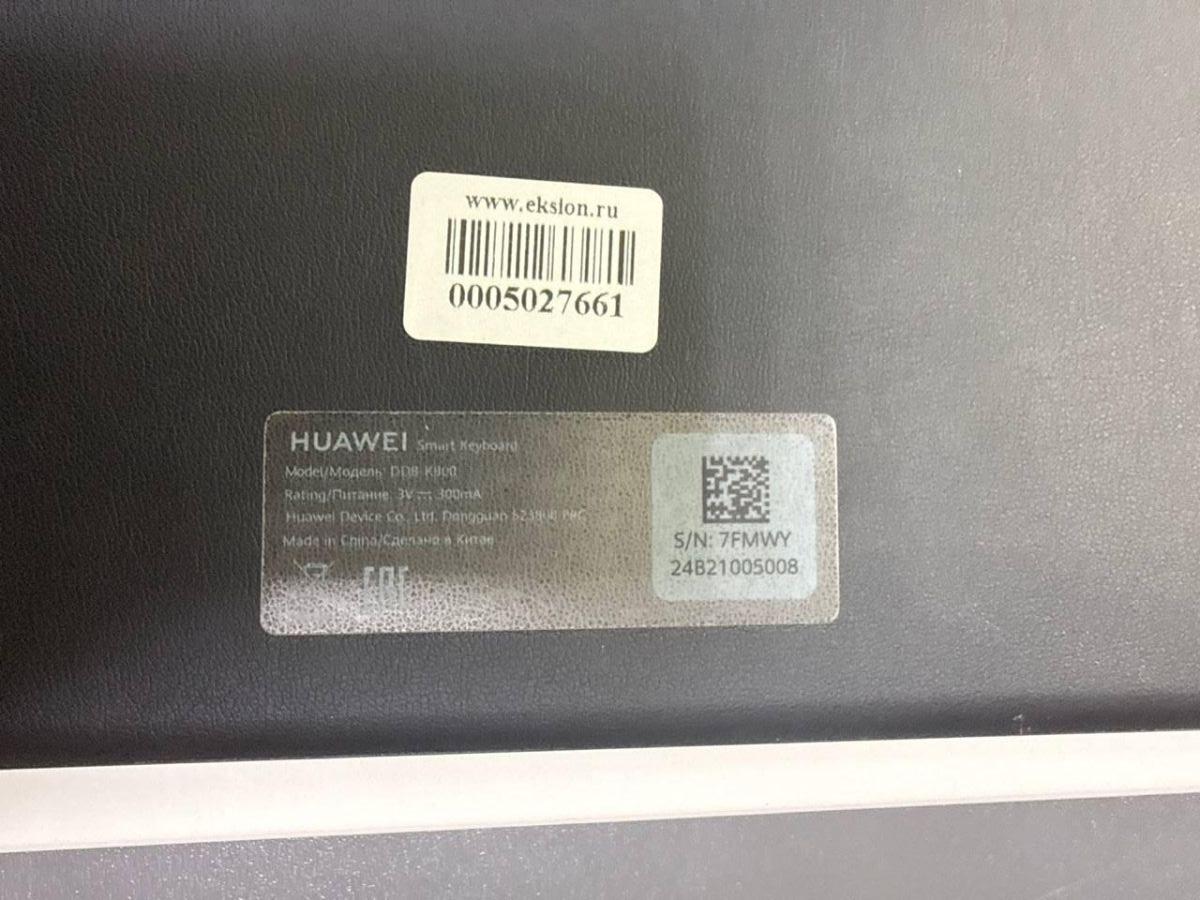 www.eksion.ru
0005027661
HUAWEI Smart Keyboard
Model/Модель: DDB-KB00
Rating/Питание: 3V ⎓ 300mA
Huawei Device Co., Ltd. Dongguan 523808 PRC
Made in China/Сделано в Китае
EAC
S/N: 7FMWY
24B21005008